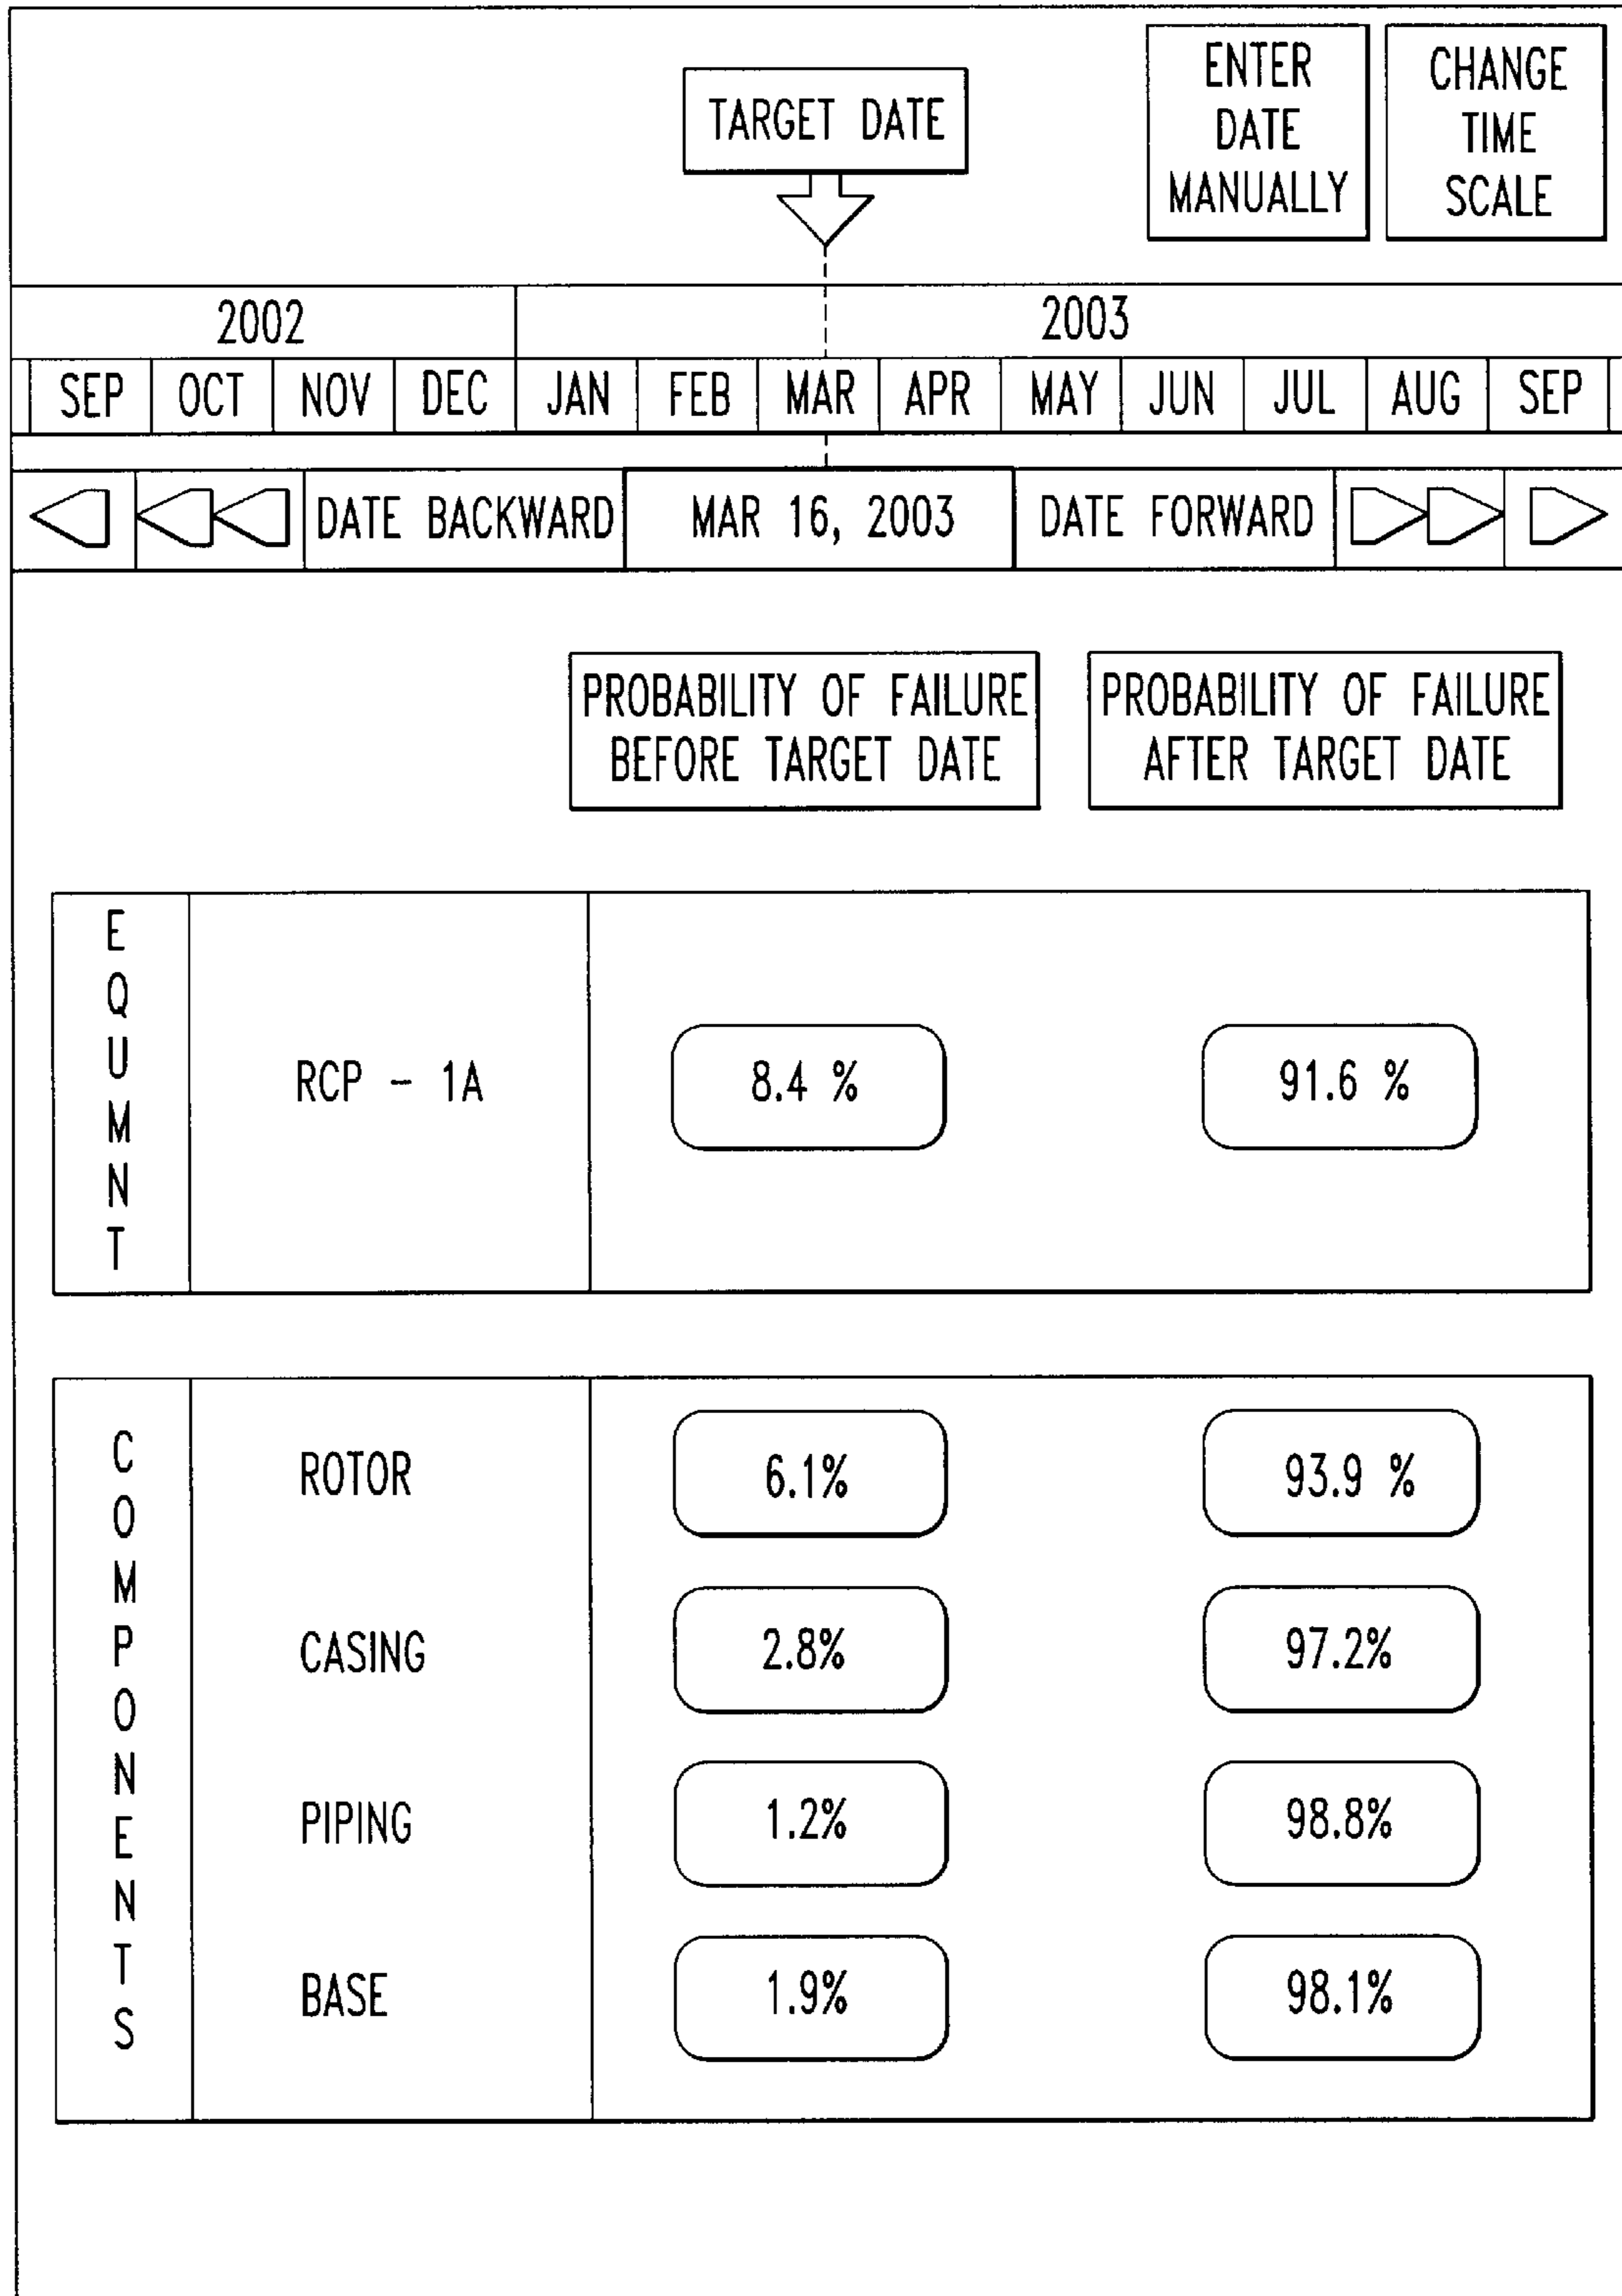 TARGET DATE
ENTER
DATE
MANUALLY
CHANGE
TIME
SCALE
2002 2003
SEP OCT NOV DEC JAN FEB MAR APR MAY JUN JUL AUG SEP
DATE BACKWARD MAR 16, 2003 DATE FORWARD
PROBABILITY OF FAILURE
BEFORE TARGET DATE
PROBABILITY OF FAILURE
AFTER TARGET DATE
EQUMNT
RCP - 1A 8.4 % 91.6 %
COMPONENTS
ROTOR 6.1% 93.9 %
CASING 2.8% 97.2%
PIPING 1.2% 98.8%
BASE 1.9% 98.1%